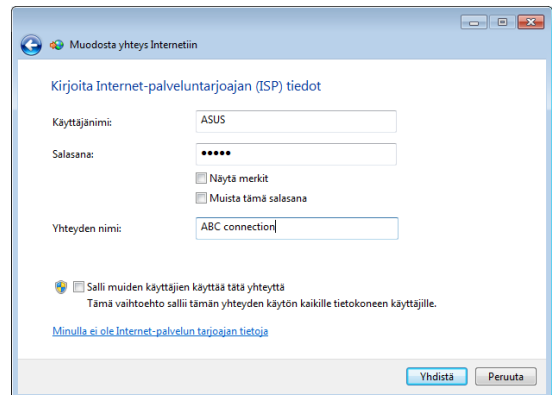 Muodosta yhteys Internetiin
Kirjoita Internet-palveluntarjoajan (ISP) tiedot
Käyttäjänimi: ASUS
Salasana: •••••
Näytä merkit
Muista tämä salasana
Yhteyden nimi: ABC connection
Salli muiden käyttäjien käyttää tätä yhteyttä
Tämä vaihtoehto sallii tämän yhteyden käytön kaikille tietokoneen käyttäjille.
Minulla ei ole Internet-palvelun tarjoajan tietoja
Yhdistä Peruuta